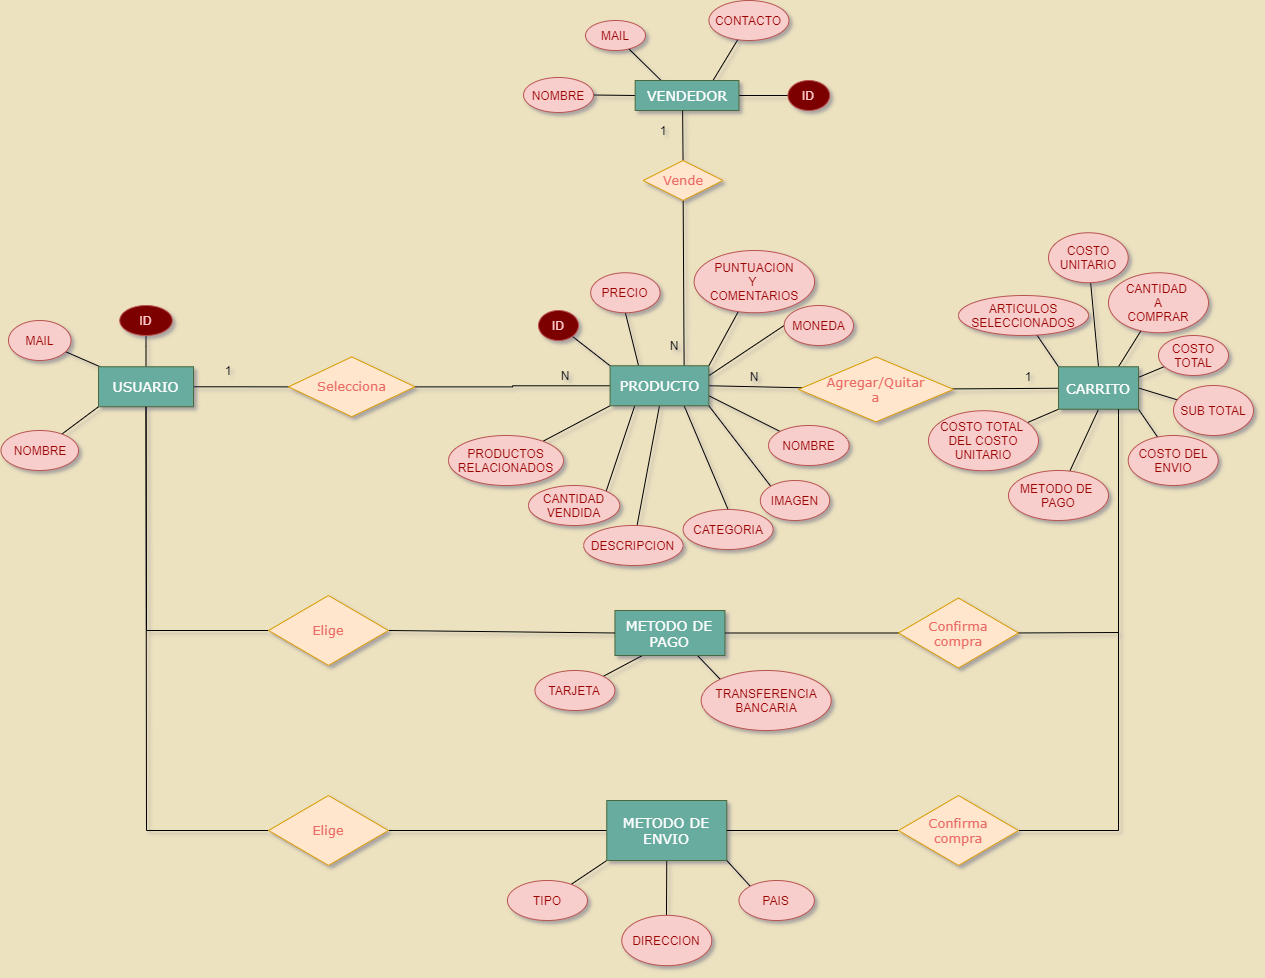 CONTACTO
MAIL
NOMBRE
VENDEDOR
ID
1
Vende
N
COSTO
UNITARIO
PUNTUACION
Y
COMENTARIOS
PRECIO
ID
MONEDA
CANTIDAD
A
COMPRAR
ARTICULOS
SELECCIONADOS
COSTO
TOTAL
ID
MAIL
USUARIO
NOMBRE
1
Selecciona
N
PRODUCTO
N
Agregar/Quitar
a
1
CARRITO
SUB TOTAL
COSTO TOTAL
DEL COSTO
UNITARIO
COSTO DEL
ENVIO
METODO DE
PAGO
PRODUCTOS
RELACIONADOS
NOMBRE
CANTIDAD
VENDIDA
IMAGEN
DESCRIPCION
CATEGORIA
Elige
METODO DE
PAGO
Confirma
compra
TARJETA
TRANSFERENCIA
BANCARIA
Elige
METODO DE
ENVIO
Confirma
compra
TIPO
DIRECCION
PAIS